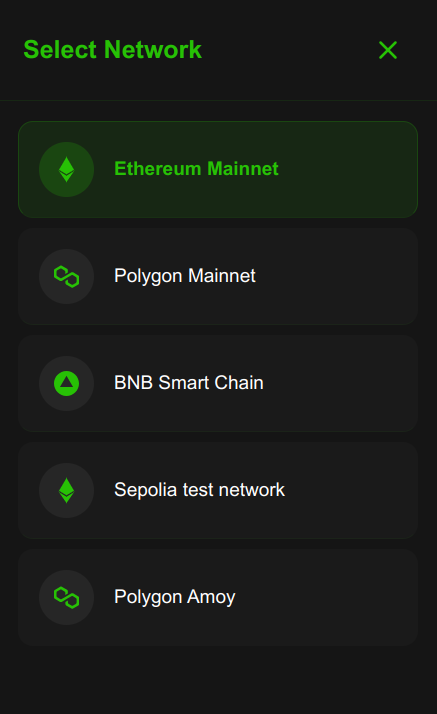 Select Network
Ethereum Mainnet
Polygon Mainnet
BNB Smart Chain
Sepolia test network
Polygon Amoy